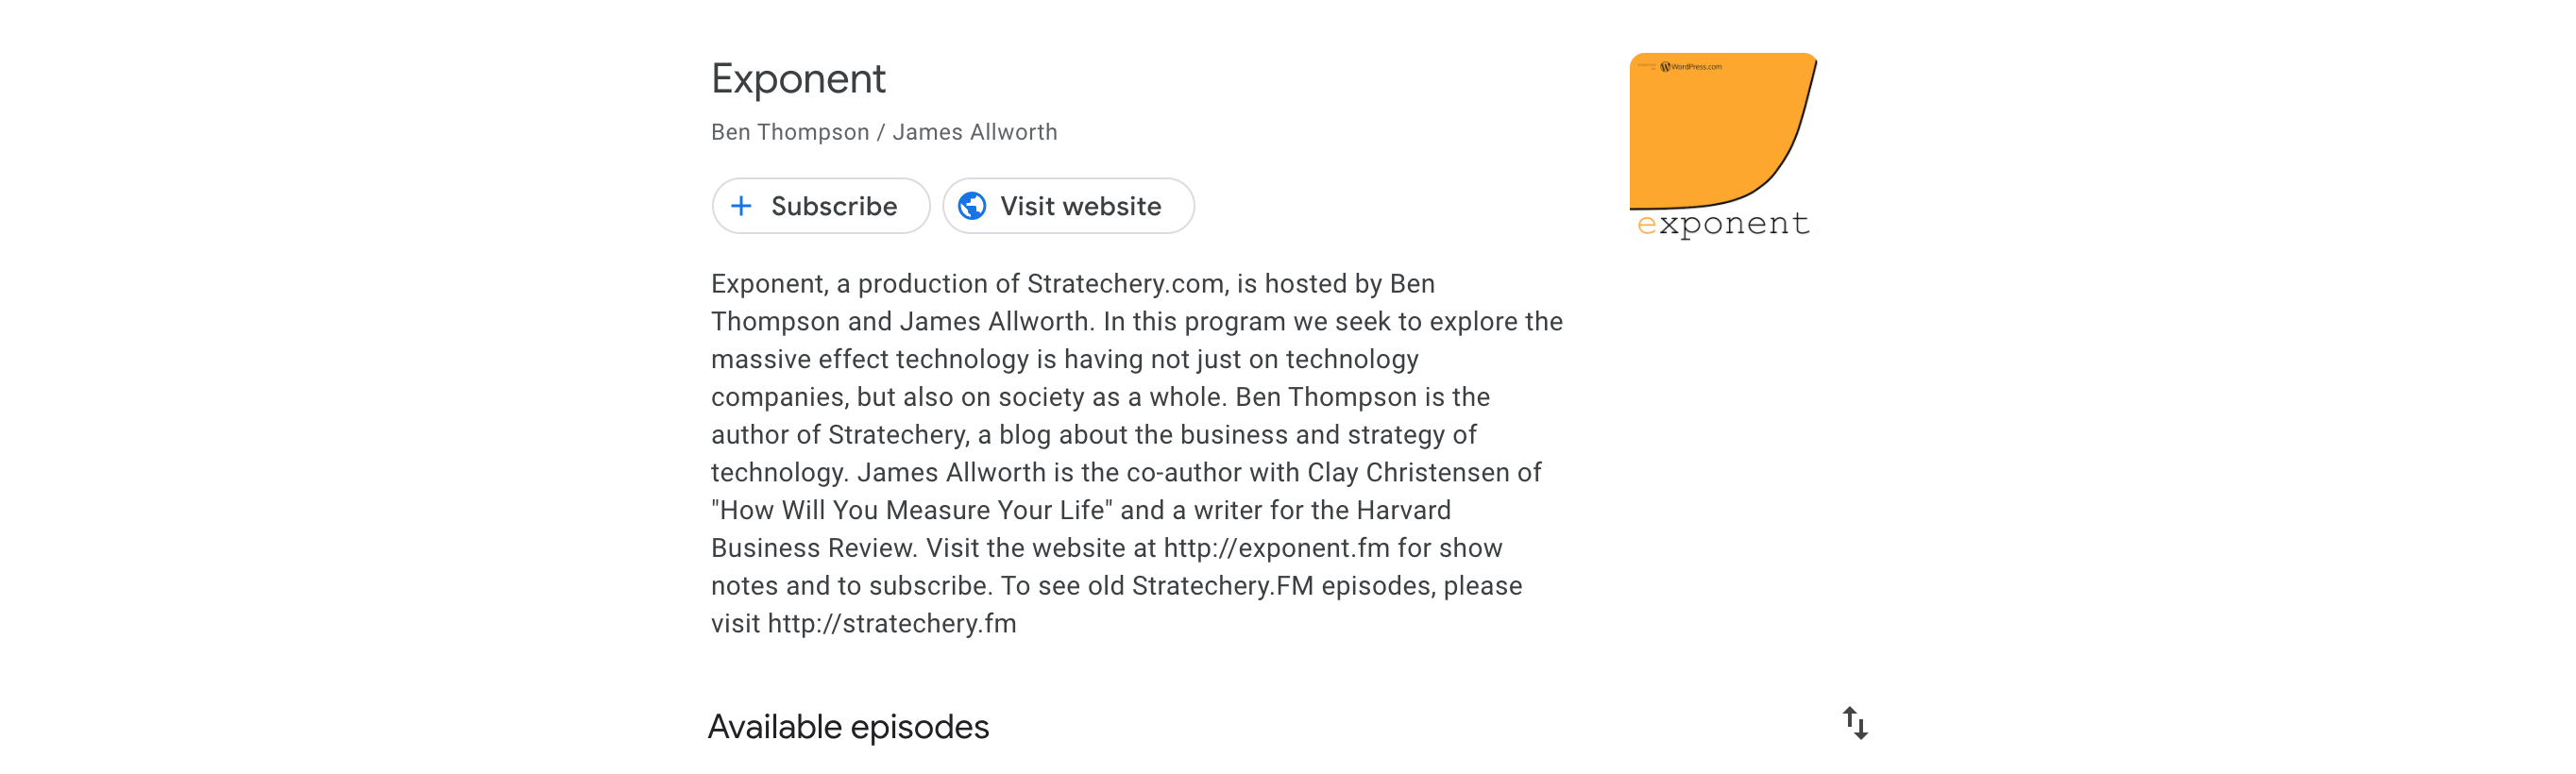 Exponent
Ben Thompson / James Allworth
Subscribe
Visit website
WordPress.com
exponent
Exponent, a production of Stratechery.com, is hosted by Ben
Thompson and James Allworth. In this program we seek to explore the
massive effect technology is having not just on technology
companies, but also on society as a whole. Ben Thompson is the
author of Stratechery, a blog about the business and strategy of
technology. James Allworth is the co-author with Clay Christensen of
"How Will You Measure Your Life" and a writer for the Harvard
Business Review. Visit the website at http://exponent.fm for show
notes and to subscribe. To see old Stratechery.FM episodes, please
visit http://stratechery.fm
Available episodes